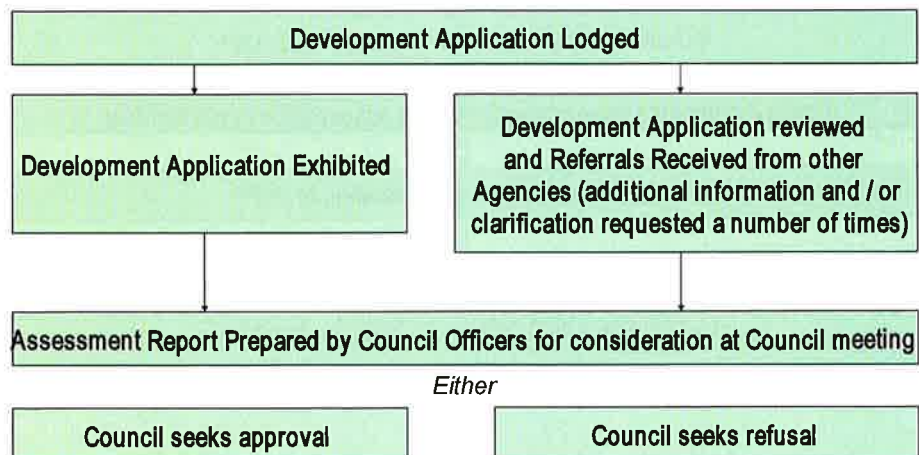 Development Application Lodged
Development Application Exhibited
Development Application reviewed
and Referrals Received from other
Agencies (additional information and / or
clarification requested a number of times)
Assessment Report Prepared by Council Officers for consideration at Council meeting
Either
Council seeks approval
Council seeks refusal